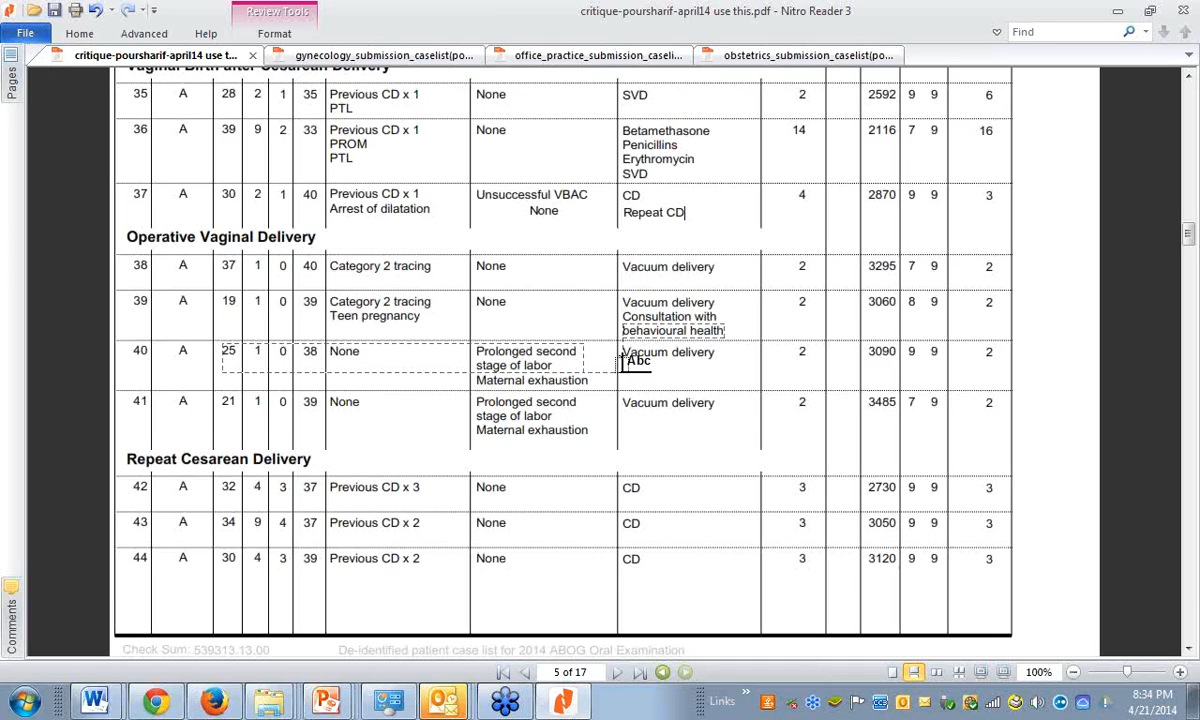 Review Tools
critique-poursharif-april14 use this.pdf - Nitro Reader 3
File Home Advanced Help Format Find
critique-poursharif-april14 use t... gynecology_submission_caselist(po... office_practice_submission_caseli... obstetrics_submission_caselist(po...
Pages
Vaginal Birth after Cesarean Delivery
35 A 28 2 1 35 Previous CD x 1 None SVD 2 2592 9 9 6
PTL
36 A 39 9 2 33 Previous CD x 1 None Betamethasone 14 2116 7 9 16
PROM Penicillins
PTL Erythromycin
SVD
37 A 30 2 1 40 Previous CD x 1 Unsuccessful VBAC CD 4 2870 9 9 3
Arrest of dilatation None Repeat CD
Operative Vaginal Delivery
38 A 37 1 0 40 Category 2 tracing None Vacuum delivery 2 3295 7 9 2
39 A 19 1 0 39 Category 2 tracing None Vacuum delivery 2 3060 8 9 2
Teen pregnancy Consultation with
behavioural health
40 A 25 1 0 38 None Prolonged second Vacuum delivery 2 3090 9 9 2
stage of labor Abc
Maternal exhaustion
41 A 21 1 0 39 None Prolonged second Vacuum delivery 2 3485 7 9 2
stage of labor
Maternal exhaustion
Repeat Cesarean Delivery
42 A 32 4 3 37 Previous CD x 3 None CD 3 2730 9 9 3
43 A 34 9 4 37 Previous CD x 2 None CD 3 3050 9 9 3
44 A 30 4 3 39 Previous CD x 2 None CD 3 3120 9 9 3
Comments
Check Sum: 539313.13.00 De-identified patient case list for 2014 ABOG Oral Examination
5 of 17 100%
Links » 8:34 PM
4/21/2014